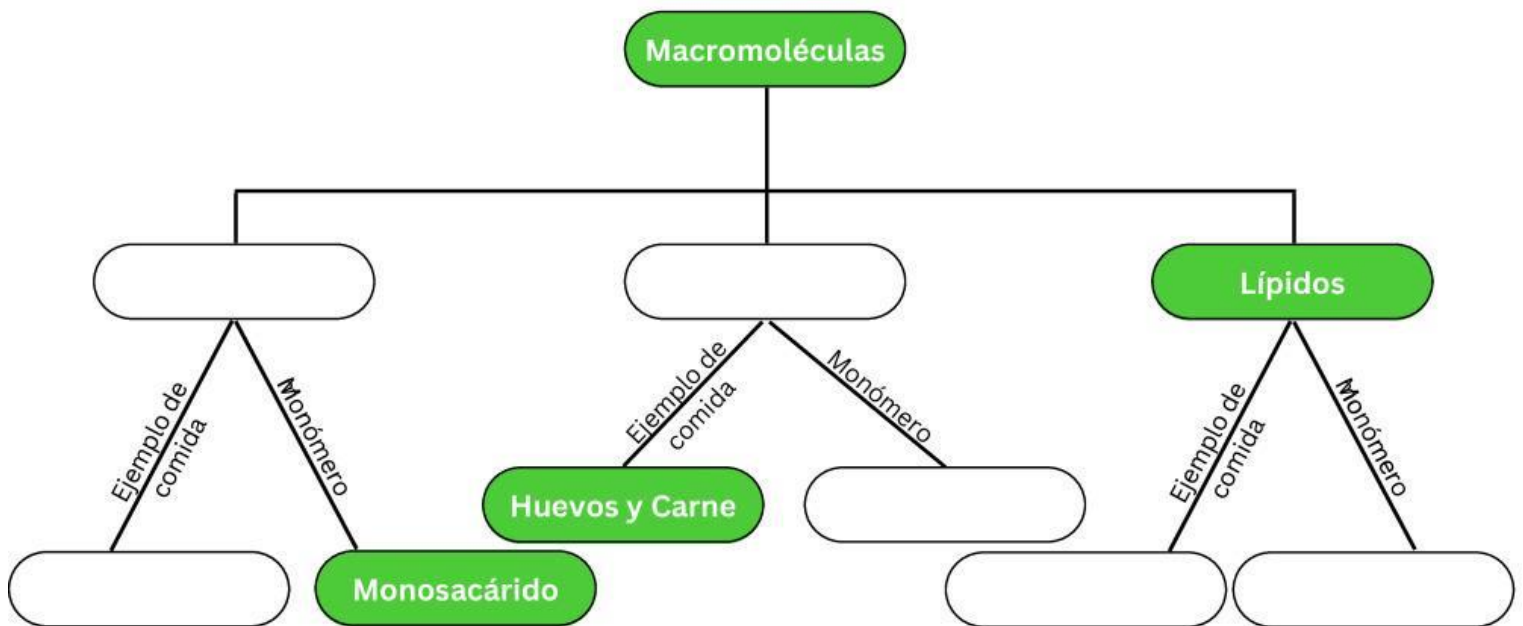 Macromoléculas
Lípidos
Ejemplo de
comida
Monómero
Ejemplo de
comida
Monómero
Ejemplo de
comida
Monómero
Huevos y Carne
Monosacárido